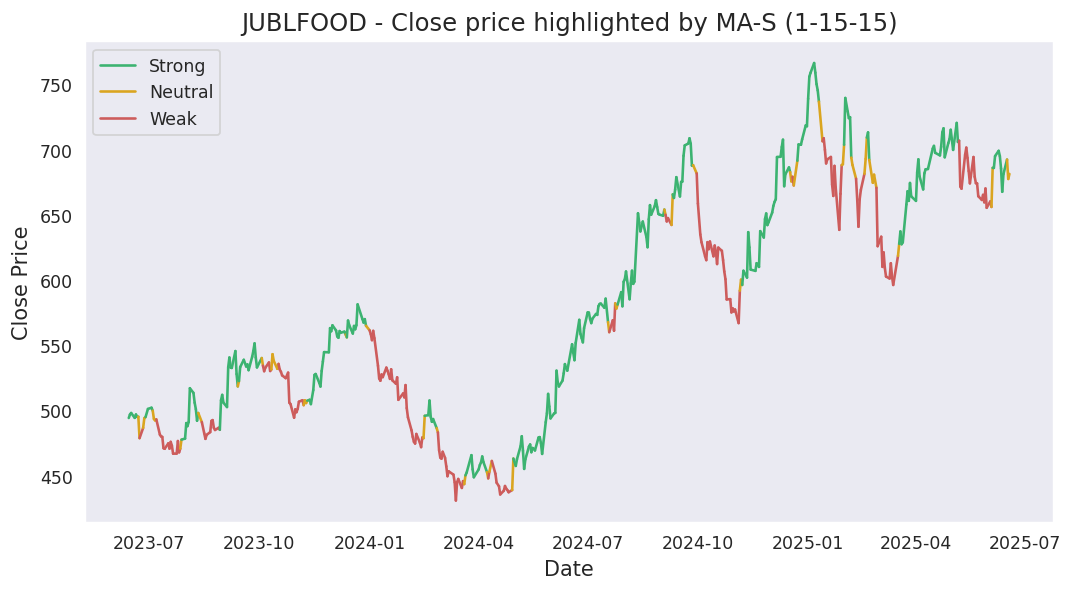 JUBLFOOD - Close price highlighted by MA-S (1-15-15)
Strong
Neutral
Weak
Close Price
750
700
650
600
550
500
450
2023-07 2023-10 2024-01 2024-04 2024-07 2024-10 2025-01 2025-04 2025-07
Date